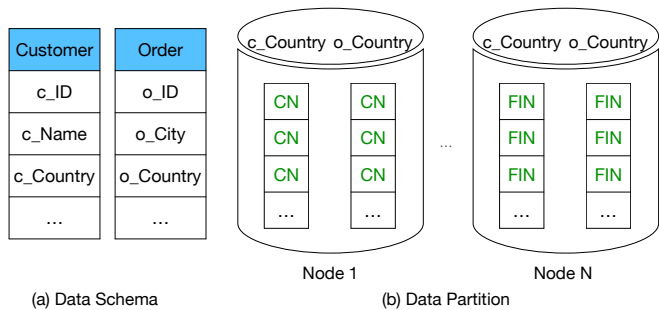 Customer
c_ID
c_Name
c_Country
...
Order
o_ID
o_City
o_Country
...
(a) Data Schema
c_Country o_Country
CN CN
CN CN
CN CN
... ...
Node 1
...
c_Country o_Country
FIN FIN
FIN FIN
FIN FIN
... ...
Node N
(b) Data Partition